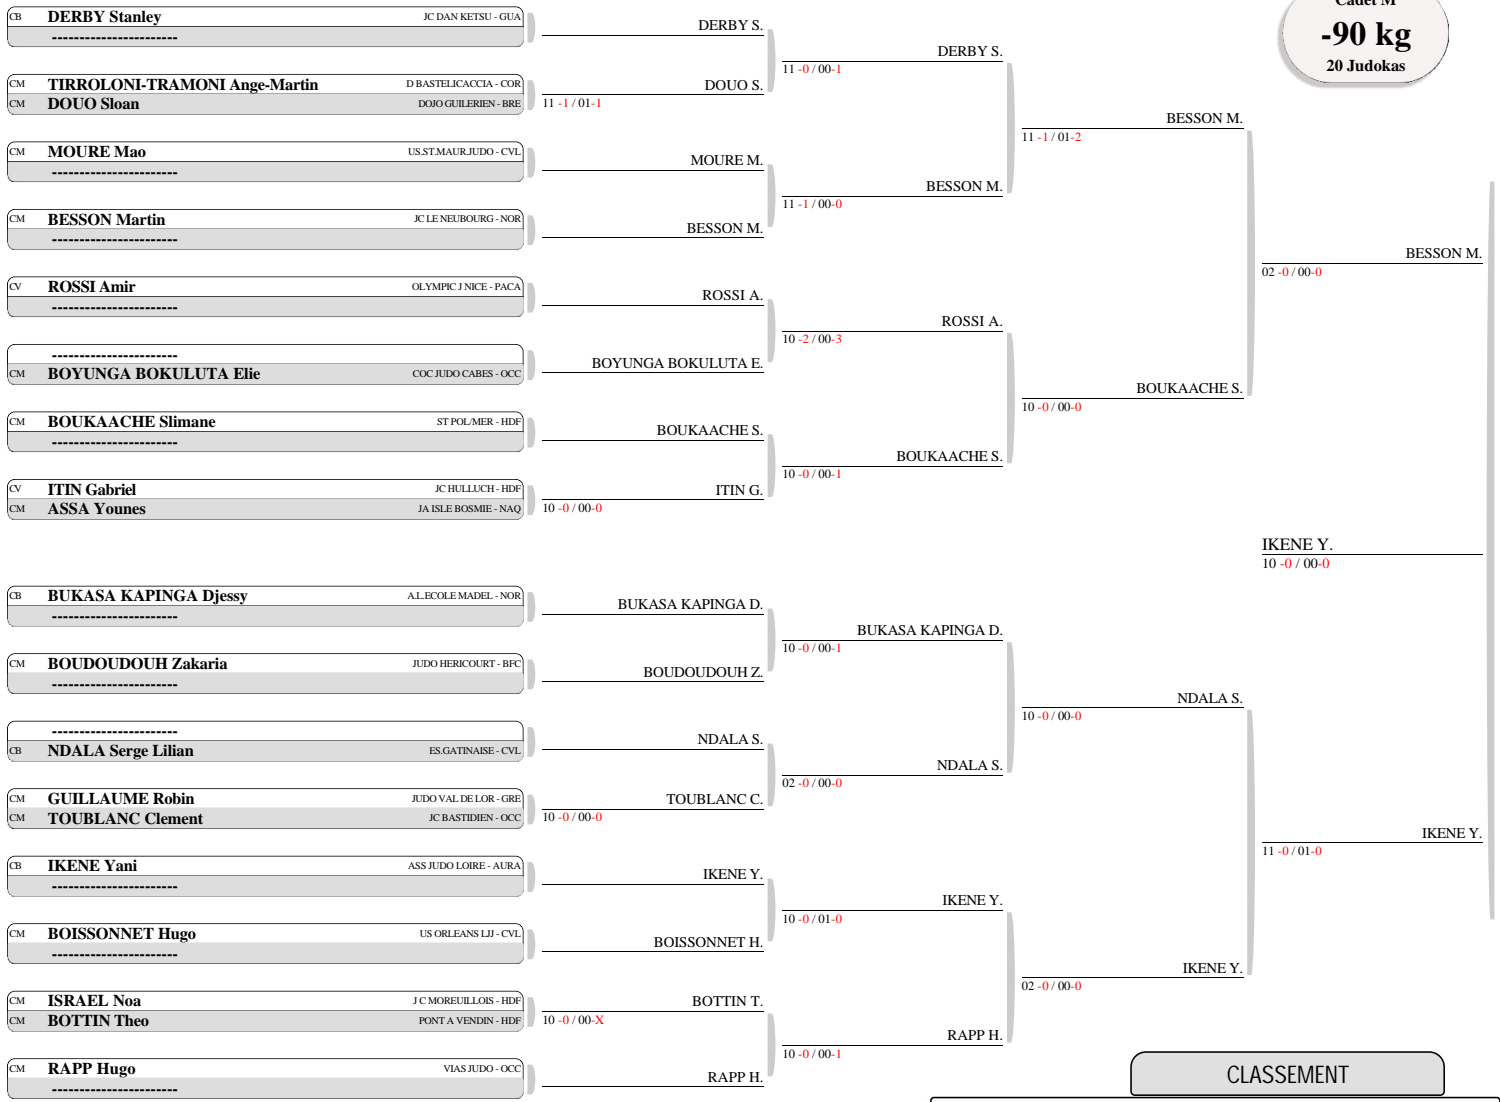 Cadet M
-90 kg
20 Judokas
CB DERBY Stanley JC DAN KETSU - GUA
-----------------------
CM TIRROLONI-TRAMONI Ange-Martin D BASTELICACCIA - COR
CM DOUO Sloan DOJO GUILERIEN - BRE
CM MOURE Mao US.ST.MAUR.JUDO - CVL
-----------------------
CM BESSON Martin JC LE NEUBOURG - NOR
-----------------------
CV ROSSI Amir OLYMPIC J NICE - PACA
-----------------------
-----------------------
CM BOYUNGA BOKULUTA Elie COC JUDO CABES - OCC
CM BOUKAACHE Slimane ST POL/MER - HDF
-----------------------
CV ITIN Gabriel JC HULLUCH - HDF
CM ASSA Younes JA ISLE BOSMIE - NAQ
CB BUKASA KAPINGA Djessy A.L.ECOLE MADEL - NOR
-----------------------
CM BOUDOUDOUH Zakaria JUDO HERICOURT - BFC
-----------------------
-----------------------
CB NDALA Serge Lilian ES.GATINAISE - CVL
CM GUILLAUME Robin JUDO VAL DE LOR - GRE
CM TOUBLANC Clement JC BASTIDIEN - OCC
CB IKENE Yani ASS JUDO LOIRE - AURA
-----------------------
CM BOISSONNET Hugo US ORLEANS LJJ - CVL
-----------------------
CM ISRAEL Noa J C MOREUILLOIS - HDF
CM BOTTIN Theo PONT A VENDIN - HDF
CM RAPP Hugo VIAS JUDO - OCC
-----------------------
DERBY S.
DOUO S.
11 -1 / 01-1
MOURE M.
BESSON M.
ROSSI A.
BOYUNGA BOKULUTA E.
BOUKAACHE S.
ITIN G.
10 -0 / 00-0
BUKASA KAPINGA D.
BOUDOUDOUH Z.
NDALA S.
TOUBLANC C.
10 -0 / 00-0
IKENE Y.
BOISSONNET H.
BOTTIN T.
10 -0 / 00-X
RAPP H.
DERBY S.
11 -0 / 00-1
BESSON M.
11 -1 / 00-0
ROSSI A.
10 -2 / 00-3
BOUKAACHE S.
10 -0 / 00-1
BUKASA KAPINGA D.
10 -0 / 00-1
NDALA S.
02 -0 / 00-0
IKENE Y.
10 -0 / 01-0
RAPP H.
10 -0 / 00-1
BESSON M.
11 -1 / 01-2
BOUKAACHE S.
10 -0 / 00-0
NDALA S.
10 -0 / 00-0
IKENE Y.
02 -0 / 00-0
BESSON M.
02 -0 / 00-0
IKENE Y.
10 -0 / 00-0
IKENE Y.
11 -0 / 01-0
CLASSEMENT